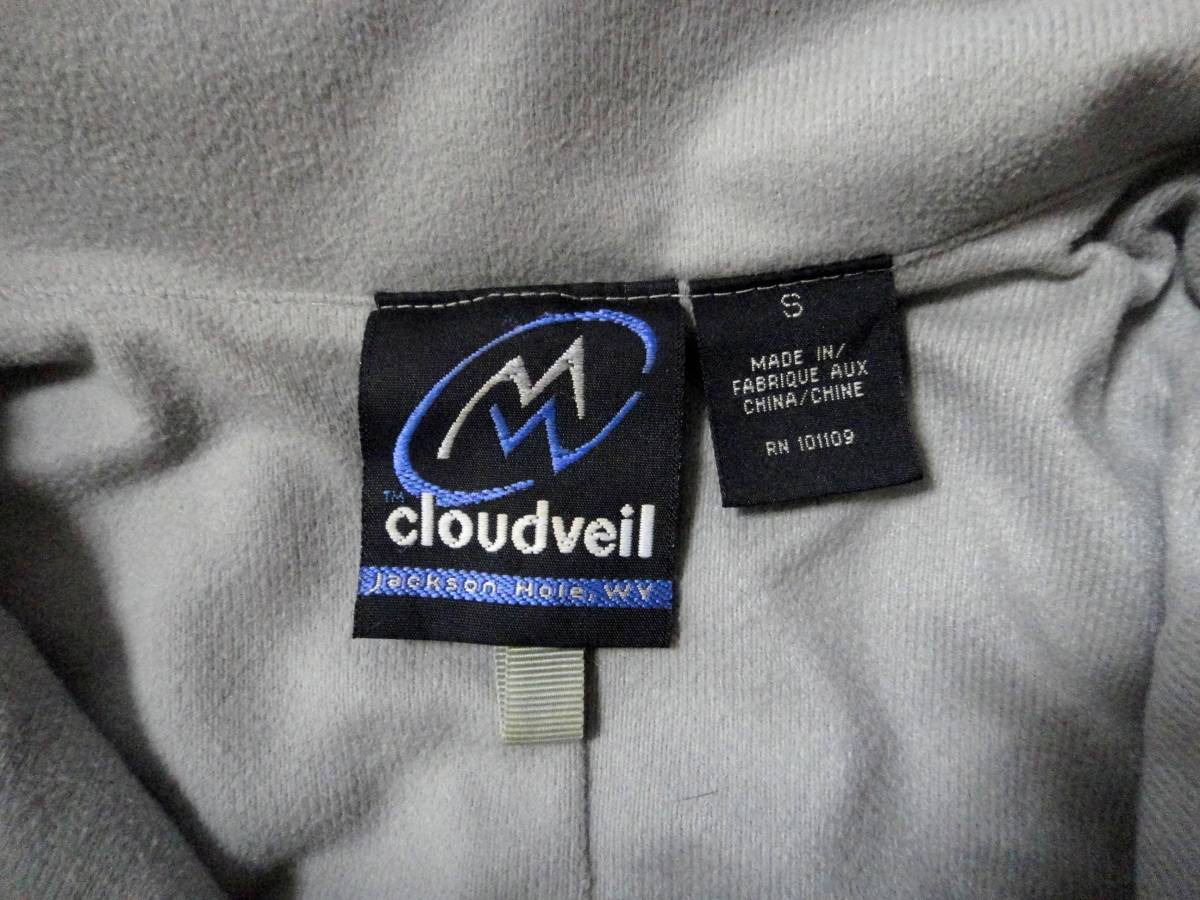 TM
cloudveil
Jackson Hole, WY
S
MADE IN/
FABRIQUE AUX
CHINA/CHINE
RN 101109